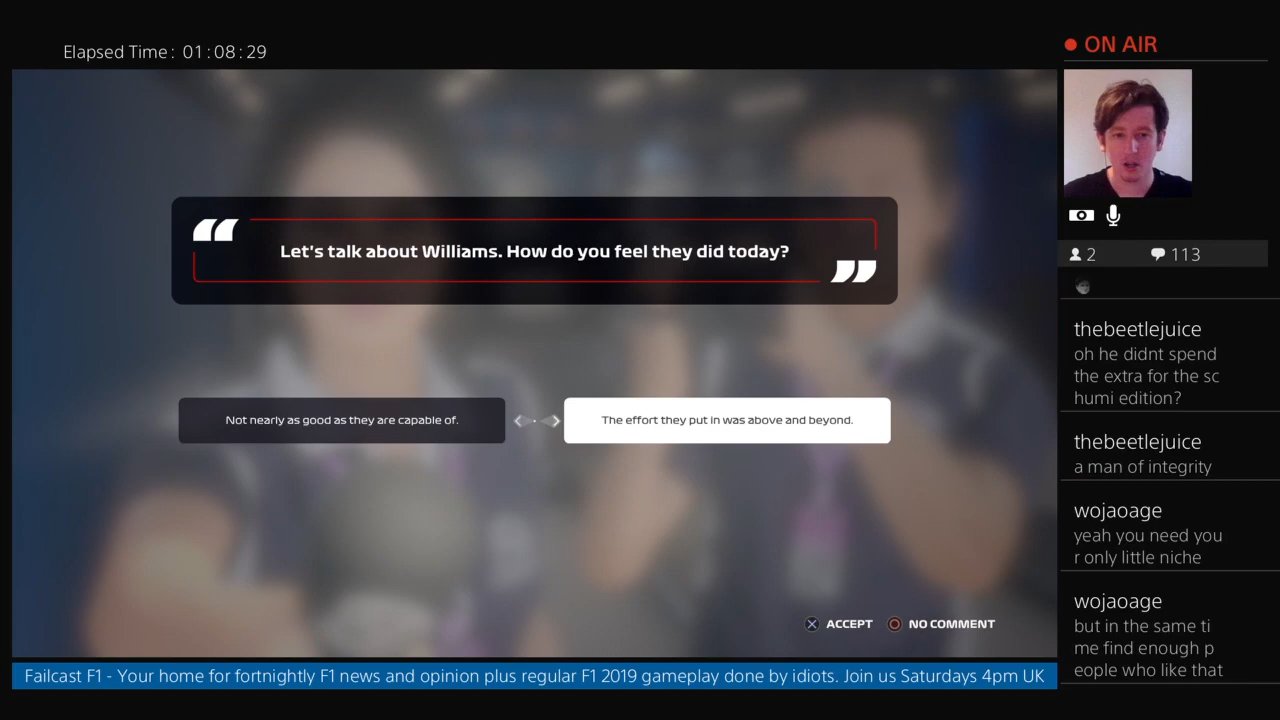 Elapsed Time: 01:08:29
ON AIR
Let's talk about Williams. How do you feel they did today?
Not nearly as good as they are capable of.
The effort they put in was above and beyond.
ACCEPT
NO COMMENT
Failcast F1 - Your home for fortnightly F1 news and opinion plus regular F1 2019 gameplay done by idiots. Join us Saturdays 4pm UK
2
113
thebeetlejuice
oh he didnt spend
the extra for the sc
humi edition?
thebeetlejuice
a man of integrity
wojaoage
yeah you need you
r only little niche
wojaoage
but in the same ti
me find enough p
eople who like that